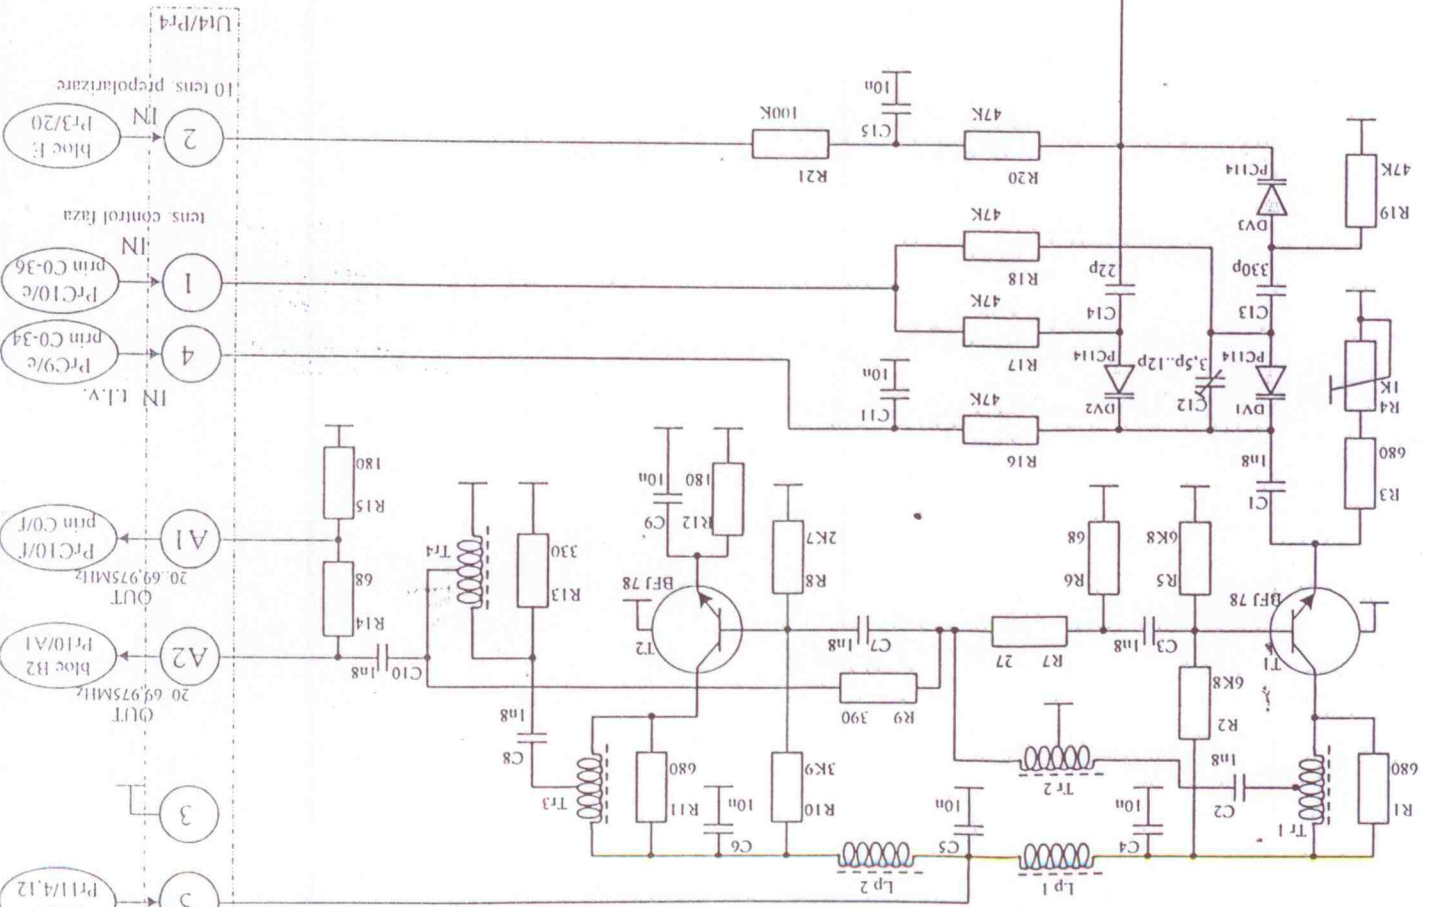 Pr11/4,12
5
3
A2
bloc B2
Pr10/A1
OUT
20 69,975MHz
A1
PrC10/f
prin C0/f
OUT
20..69,975MHz
4
PrC9/e
prin C0-34
IN t.l.v.
1
PrC10/e
prin C0-36
IN
tens. control faza
2
bloc E
Pr3/20
IN
10 tens. prepolarizare
Ut4/Pr4
Lp 1
Lp 2
R1
680
Tr1
C2
1n8
C4
10n
Tr 2
C5
10n
R10
3K9
C6
10n
R11
680
Tr3
C8
1n8
R2
6K8
T1
BFJ 78
C3
1n8
R7
27
R9
390
C7
1n8
T2
BFJ 78
R5
6K8
R6
68
R8
2K7
R12
180
C9
10n
R13
330
Tr4
C10
1n8
R14
68
R15
180
R3
680
R4
1K
C1
1n8
R16
47K
C11
10n
DV1
PC114
C12
3,5p..12p
DV2
PC114
R17
47K
C13
330p
C14
22p
R18
47K
R19
47K
DV3
PC114
R20
47K
C15
10n
R21
100K